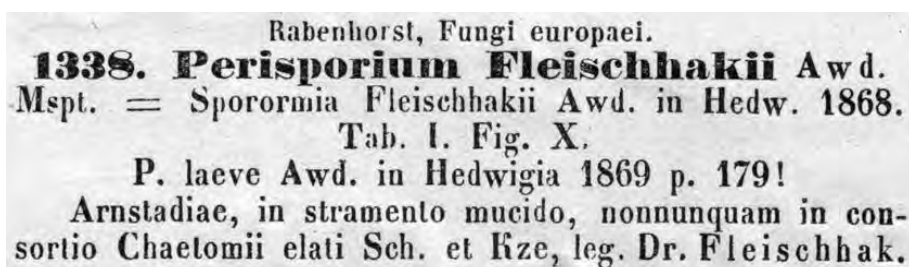 Rabenhorst, Fungi europaei.
1338. Perisporium Fleischhakii Awd.
Mspt. = Sporormia Fleischhakii Awd. in Hedw. 1868.
Tab. I. Fig. X.
P. laeve Awd. in Hedwigia 1869 p. 179!
Arnstadiae, in stramento mucido, nonnunquam in con-
sortio Chaetomii elati Sch. et Kze, leg. Dr. Fleischhak.